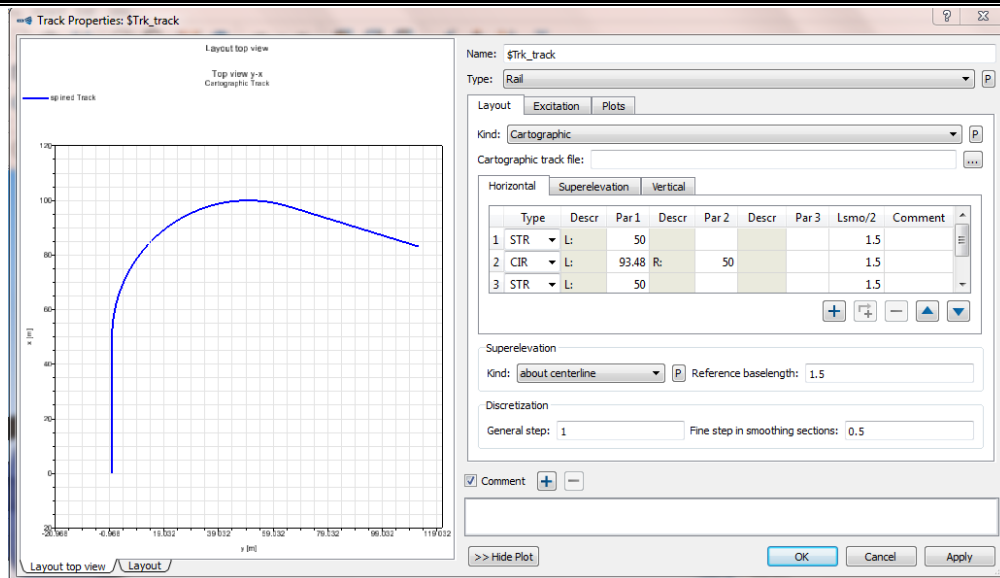 Track Properties: $Trk_track
Layout top view
Top view y-x
Cartographic Track
spined Track
120
100
80
60
40
20
0
20
-20.968 -0.968 19.032 39.032 59.032 79.032 99.032 119.032
x [m]
y [m]
Layout top view Layout
Name: $Trk_track
Type: Rail P
Layout Excitation Plots
Kind: Cartographic P
Cartographic track file: ...
Horizontal Superelevation Vertical
Type Descr Par 1 Descr Par 2 Descr Par 3 Lsmo/2 Comment
1 STR L: 50 1.5
2 CIR L: 93.48 R: 50 1.5
3 STR L: 50 1.5
Superelevation
Kind: about centerline P Reference baselength: 1.5
Discretization
General step: 1 Fine step in smoothing sections: 0.5
Comment
>> Hide Plot OK Cancel Apply